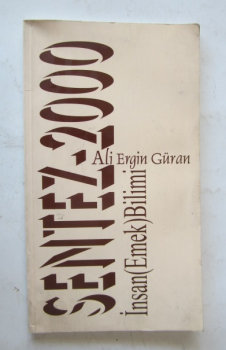 SENTEZ-2000
Ali Ergin Güran
İnsan(Emek)Bilimi